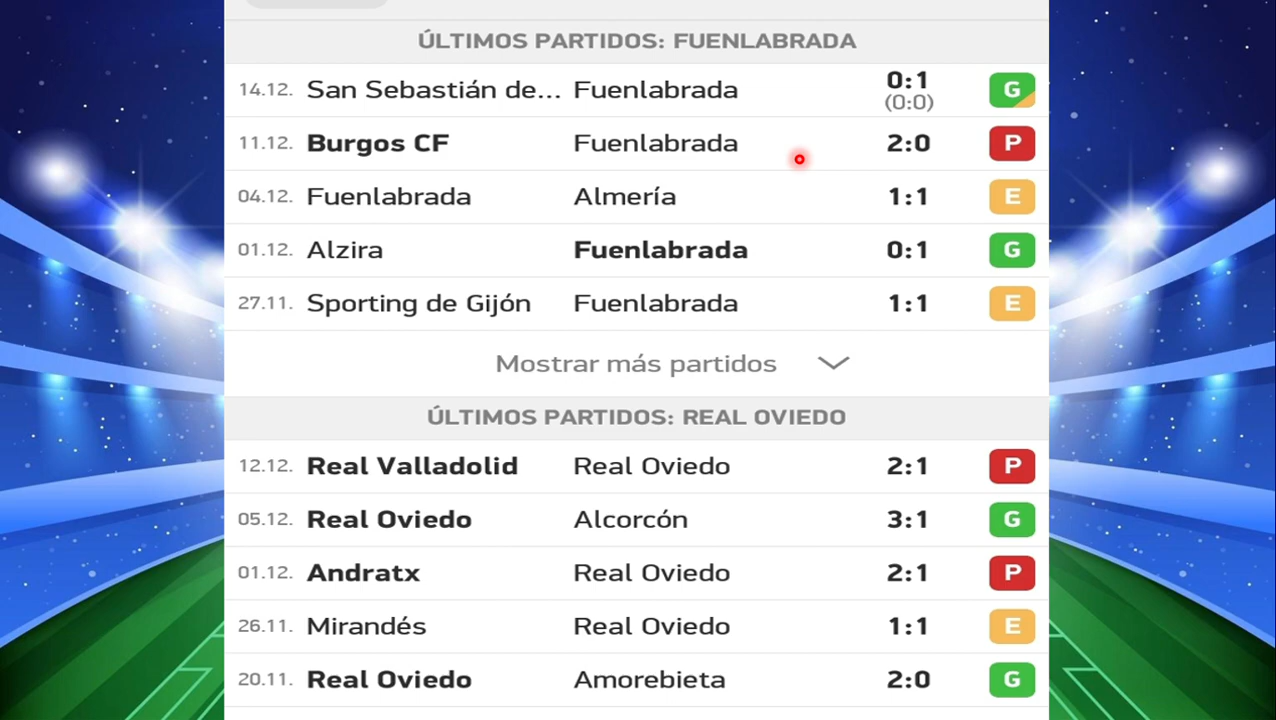 ÚLTIMOS PARTIDOS: FUENLABRADA
14.12. San Sebastián de... Fuenlabrada 0:1 (0:0) G
11.12. Burgos CF Fuenlabrada 2:0 P
04.12. Fuenlabrada Almería 1:1 E
01.12. Alzira Fuenlabrada 0:1 G
27.11. Sporting de Gijón Fuenlabrada 1:1 E
Mostrar más partidos
ÚLTIMOS PARTIDOS: REAL OVIEDO
12.12. Real Valladolid Real Oviedo 2:1 P
05.12. Real Oviedo Alcorcón 3:1 G
01.12. Andratx Real Oviedo 2:1 P
26.11. Mirandés Real Oviedo 1:1 E
20.11. Real Oviedo Amorebieta 2:0 G